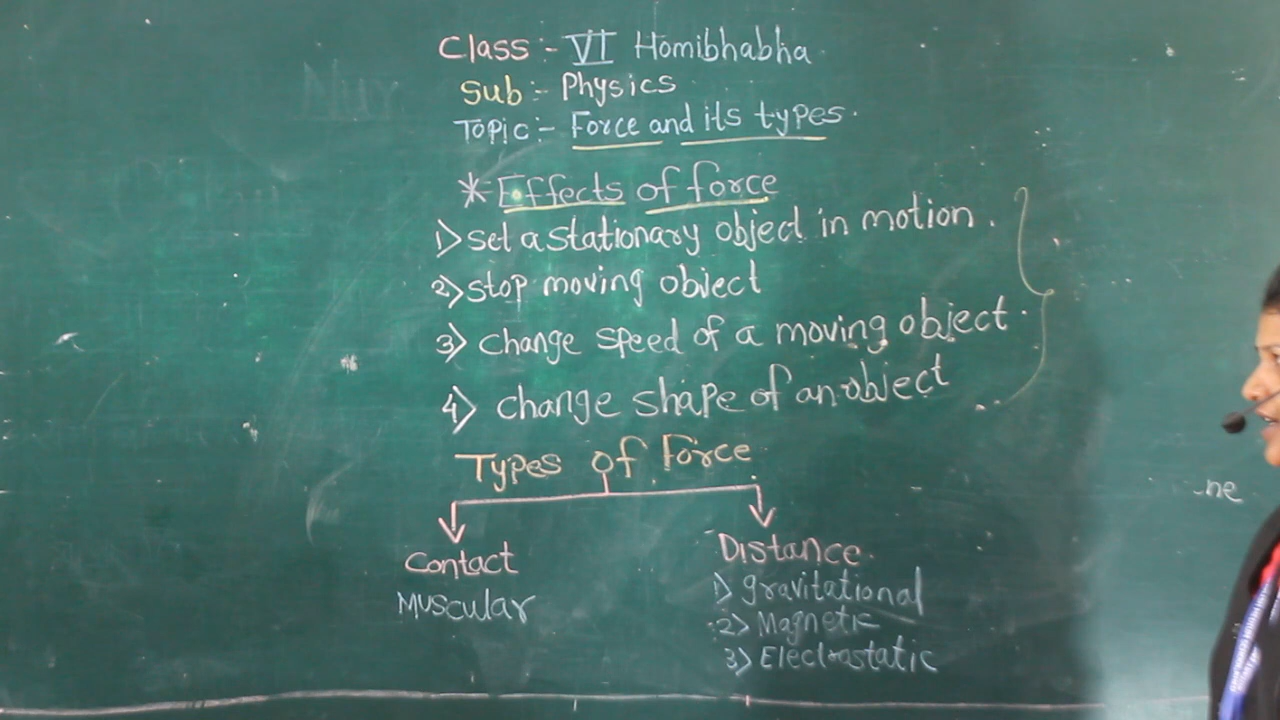 Class :- VI Homibhabha
Sub :- Physics
Topic :- Force and its types.
* Effects of force
1) set a stationary object in motion.
2) stop moving object
3) change speed of a moving object.
4) change shape of an object
Types of Force
Contact
Muscular
Distance.
1) gravitational
2) Magnetic
3) Electrostatic
ne